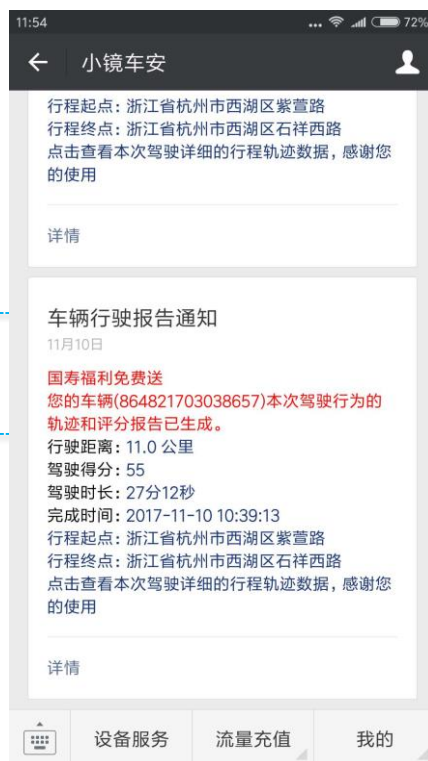 11:54
72%
小镜车安
行程起点: 浙江省杭州市西湖区紫萱路
行程终点: 浙江省杭州市西湖区石祥西路
点击查看本次驾驶详细的行程轨迹数据, 感谢您
的使用
详情
车辆行驶报告通知
11月10日
国寿福利免费送
您的车辆(864821703038657)本次驾驶行为的
轨迹和评分报告已生成。
行驶距离: 11.0 公里
驾驶得分: 55
驾驶时长: 27分12秒
完成时间: 2017-11-10 10:39:13
行程起点: 浙江省杭州市西湖区紫萱路
行程终点: 浙江省杭州市西湖区石祥西路
点击查看本次驾驶详细的行程轨迹数据, 感谢您
的使用
详情
设备服务 流量充值 我的